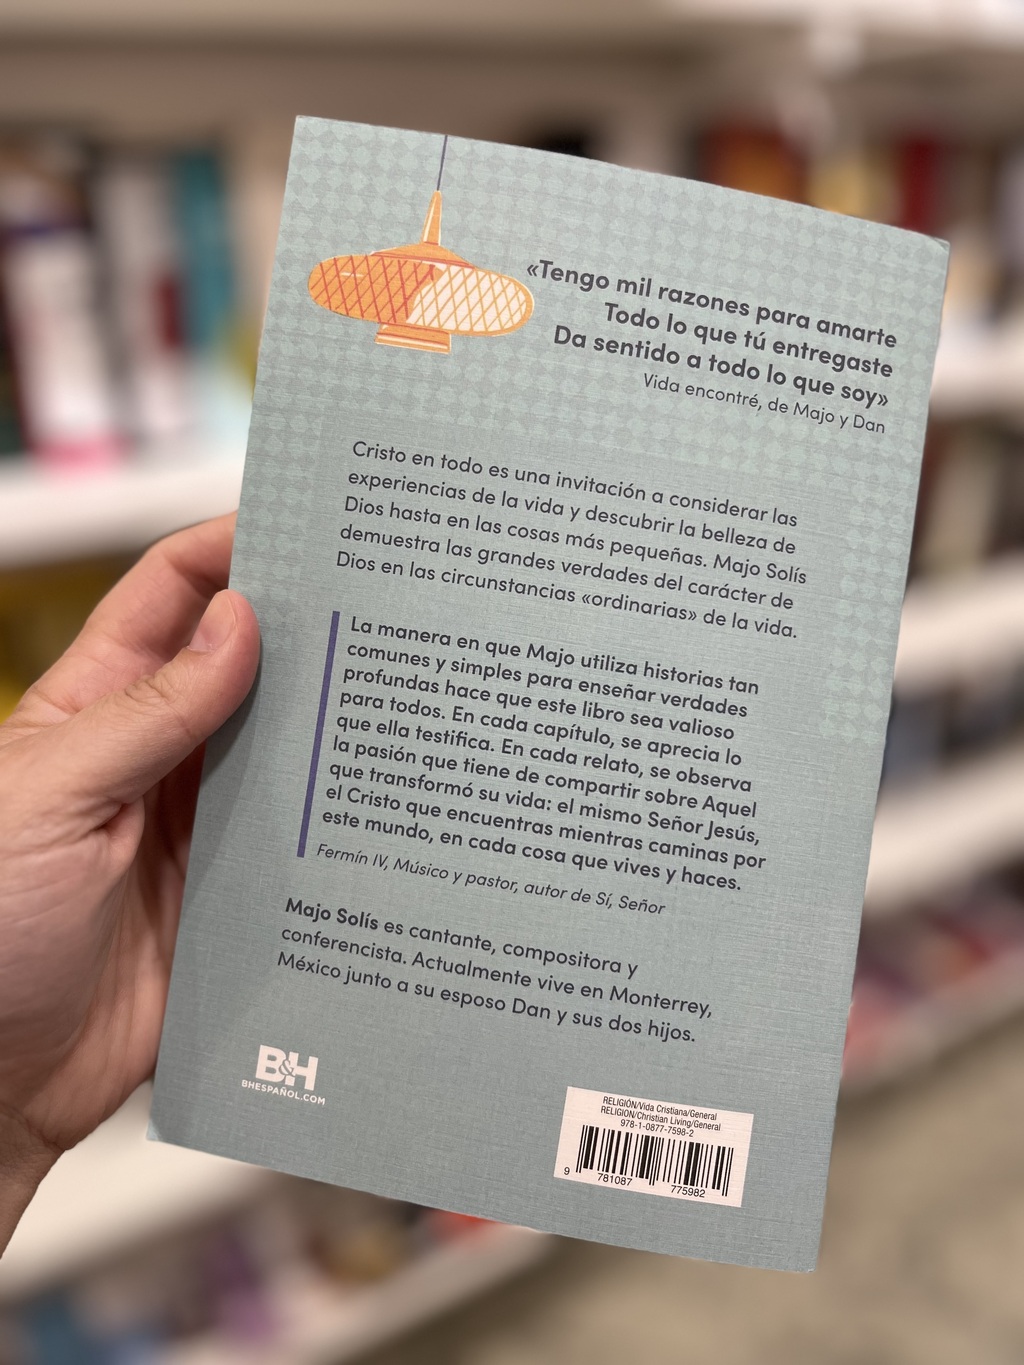 «Tengo mil razones para amarte
Todo lo que tú entregaste
Da sentido a todo lo que soy»
Vida encontré, de Majo y Dan
Cristo en todo es una invitación a considerar las
experiencias de la vida y descubrir la belleza de
Dios hasta en las cosas más pequeñas. Majo Solís
demuestra las grandes verdades del carácter de
Dios en las circunstancias «ordinarias» de la vida.
La manera en que Majo utiliza historias tan
comunes y simples para enseñar verdades
profundas hace que este libro sea valioso
para todos. En cada capítulo, se aprecia lo
que ella testifica. En cada relato, se observa
la pasión que tiene de compartir sobre Aquel
que transformó su vida: el mismo Señor Jesús,
el Cristo que encuentras mientras caminas por
este mundo, en cada cosa que vives y haces.
Fermín IV, Músico y pastor, autor de Sí, Señor
Majo Solís es cantante, compositora y
conferencista. Actualmente vive en Monterrey,
México junto a su esposo Dan y sus dos hijos.
B&H
BHESPAÑOL.COM
RELIGIÓN/Vida Cristiana/General
RELIGION/Christian Living/General
978-1-0877-7598-2
9 781087 775982